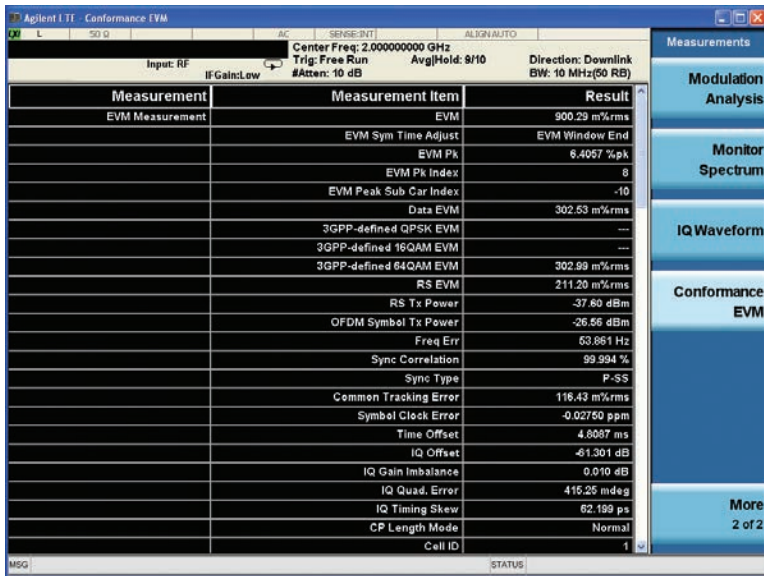 Agilent LTE - Conformance EVM
LXI L 50 Ω AC SENSE:INT ALIGN AUTO
Center Freq: 2.000000000 GHz
Input: RF Trig: Free Run Avg|Hold: 9/10 Direction: Downlink
IFGain:Low #Atten: 10 dB BW: 10 MHz(50 RB)
Measurement Measurement Item Result
EVM Measurement EVM 900.29 m%rms
EVM Sym Time Adjust EVM Window End
EVM Pk 6.4057 %pk
EVM Pk Index 8
EVM Peak Sub Car Index -10
Data EVM 302.53 m%rms
3GPP-defined QPSK EVM ---
3GPP-defined 16QAM EVM ---
3GPP-defined 64QAM EVM 302.99 m%rms
RS EVM 211.20 m%rms
RS Tx Power -37.60 dBm
OFDM Symbol Tx Power -26.56 dBm
Freq Err 53.861 Hz
Sync Correlation 99.994 %
Sync Type P-SS
Common Tracking Error 116.43 m%rms
Symbol Clock Error -0.02750 ppm
Time Offset 4.8087 ms
IQ Offset -61.301 dB
IQ Gain Imbalance 0.010 dB
IQ Quad. Error 415.25 mdeg
IQ Timing Skew 62.199 ps
CP Length Mode Normal
Cell ID 1
MSG STATUS
Measurements
Modulation
Analysis
Monitor
Spectrum
IQ Waveform
Conformance
EVM
More
2 of 2